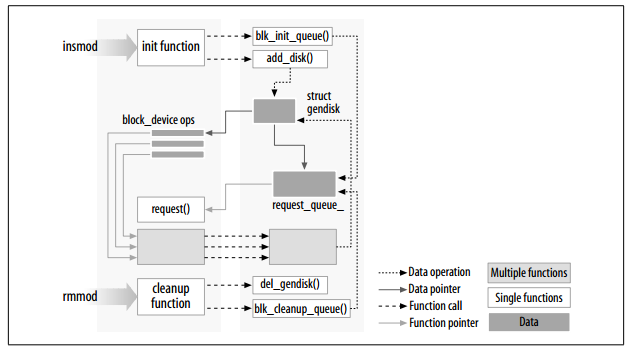 insmod
init function
blk_init_queue()
add_disk()
struct
gendisk
block_device ops
request_queue_
request()
rmmod
cleanup
function
del_gendisk()
blk_cleanup_queue()
Data operation
Data pointer
Function call
Function pointer
Multiple functions
Single functions
Data